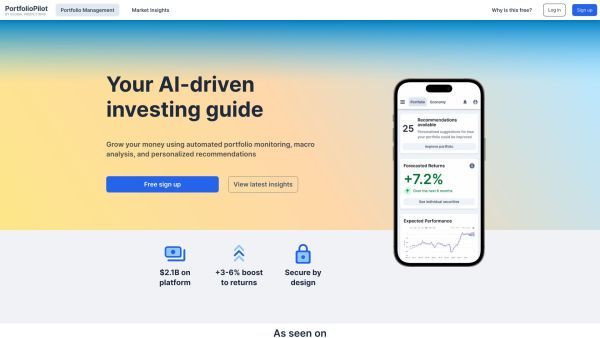 PortfolioPilot
BY GLOBAL PREDICTIONS
Portfolio Management
Market Insights
Why is this free?
Log in
Sign up
Your AI-driven
investing guide
Grow your money using automated portfolio monitoring, macro
analysis, and personalized recommendations
Free sign up
View latest insights
Portfolio
Economy
25
Recommendations
available
Personalized suggestions for how
your portfolio could be improved
Improve portfolio
Forecasted Returns
+7.2%
Over the next 6 months
See individual securities
Expected Performance
$2.1B on
platform
+3-6% boost
to returns
Secure by
design
As seen on